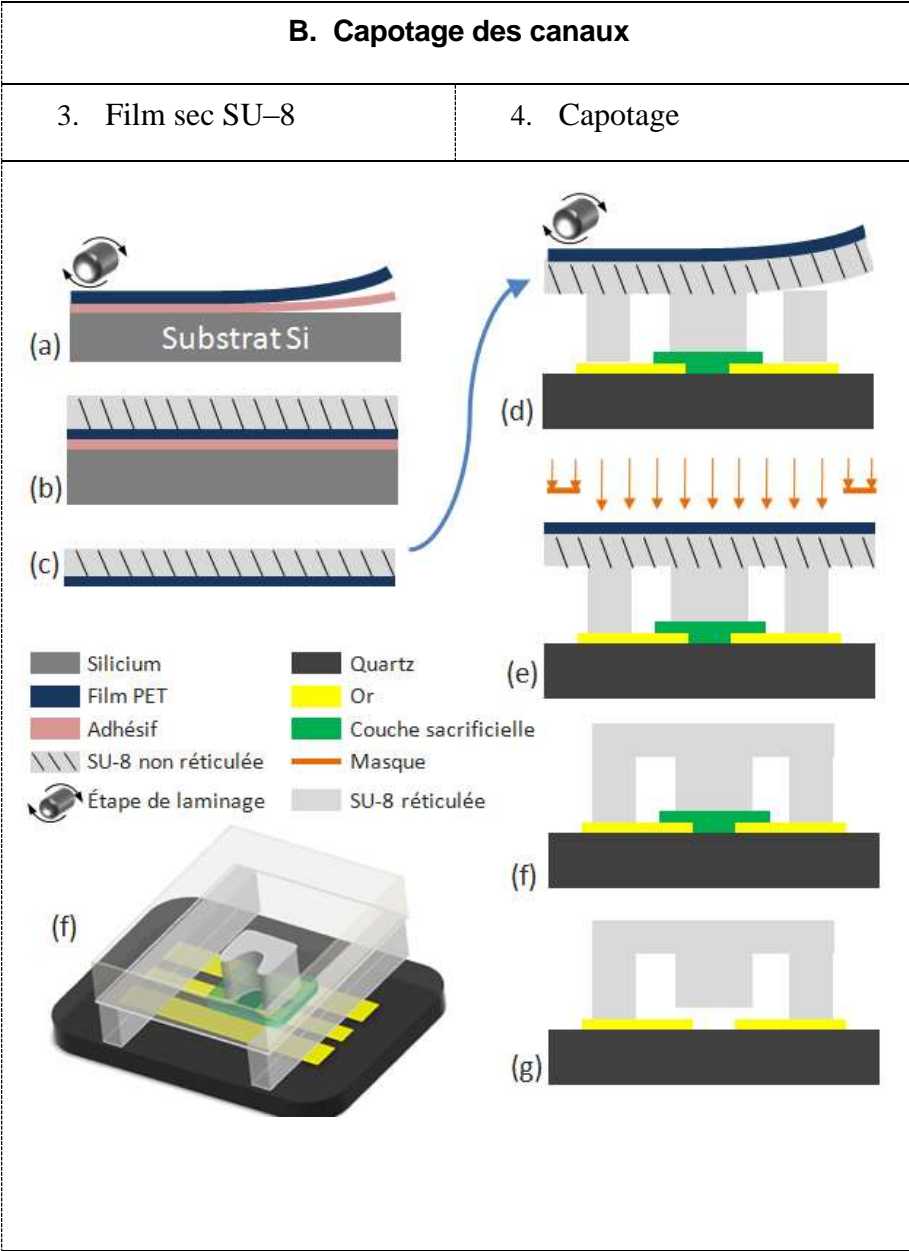 B. Capotage des canaux
3. Film sec SU–8
4. Capotage
(a)
Substrat Si
(b)
(c)
(d)
(e)
Silicium
Film PET
Adhésif
SU-8 non réticulée
Étape de laminage
Quartz
Or
Couche sacrificielle
Masque
SU-8 réticulée
(f)
(f)
(g)